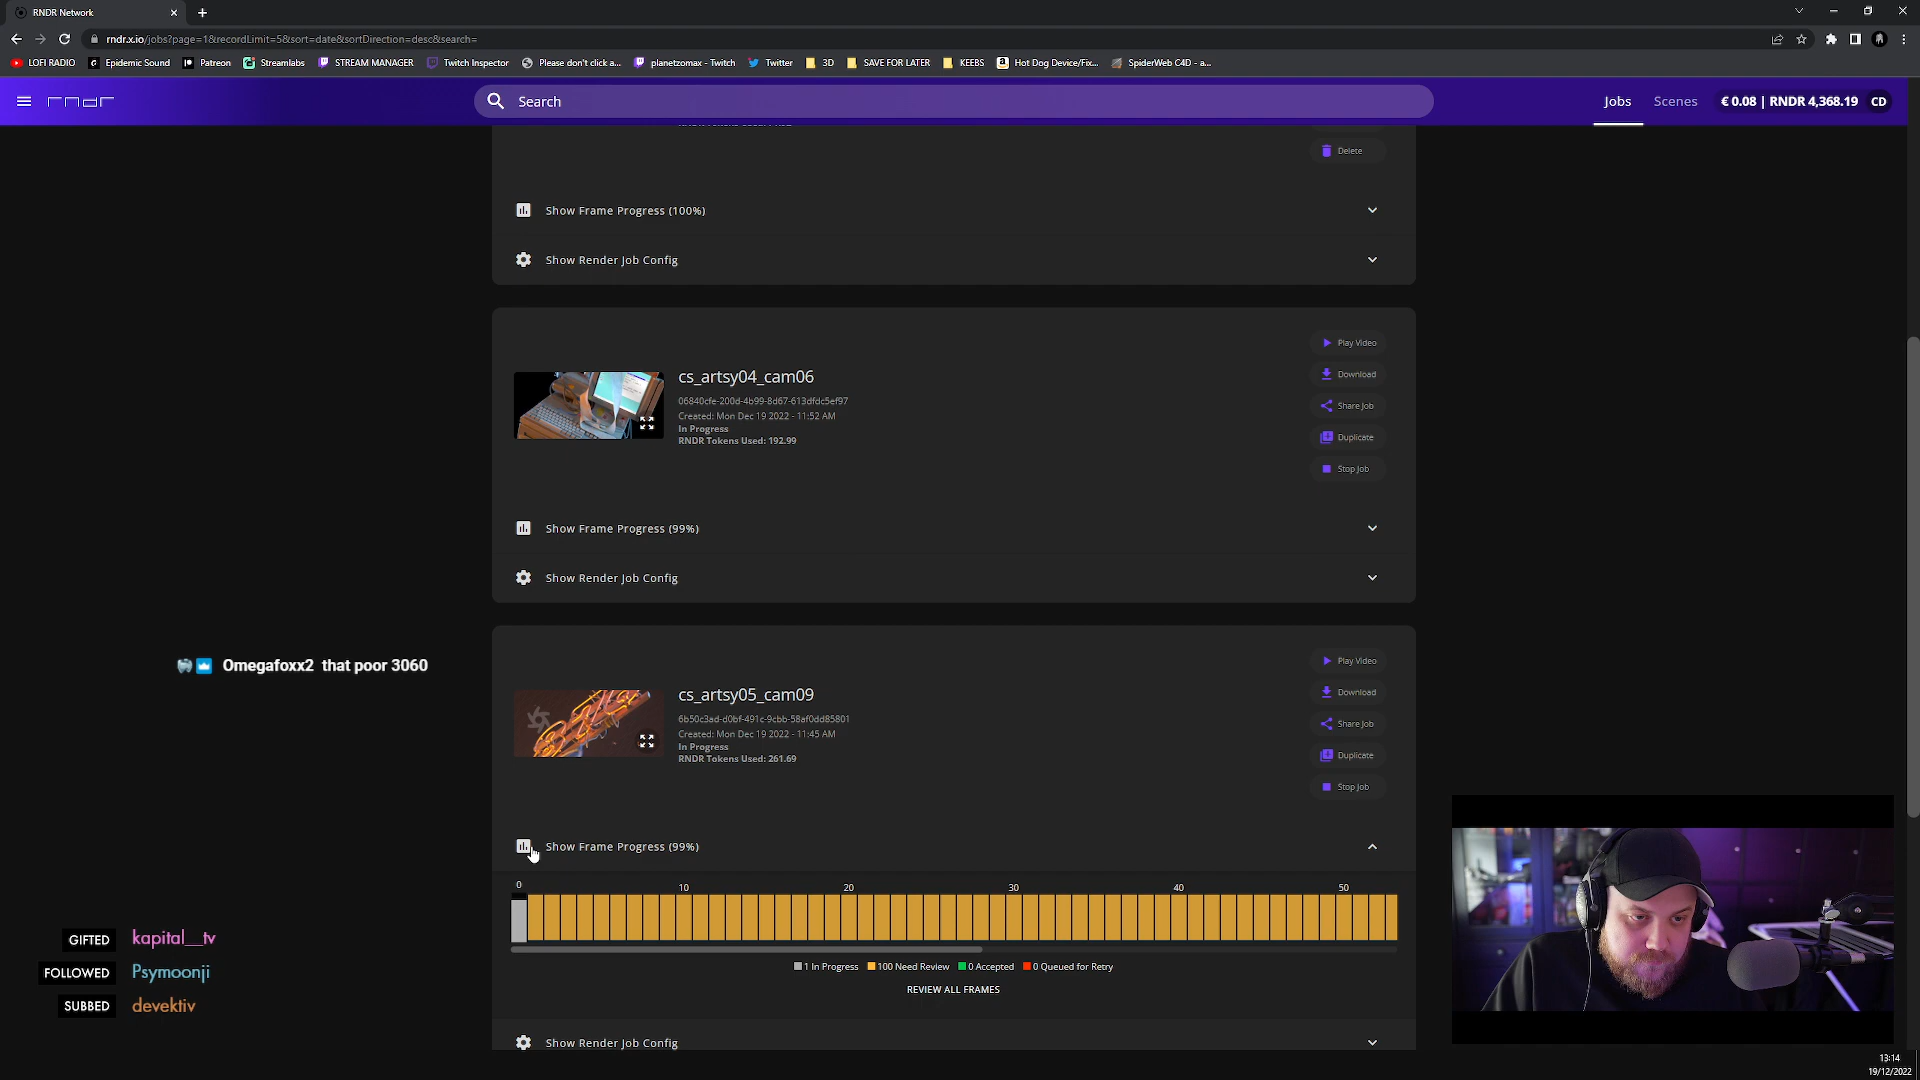 RNDR Network
rndr.x.io/jobs?page=1&recordLimit=5&sort=date&sortDirection=desc&search=
LOFI RADIO
Epidemic Sound
Patreon
Streamlabs
STREAM MANAGER
Twitch Inspector
Please don't click a...
planetzomax - Twitch
Twitter
3D
SAVE FOR LATER
KEEBS
Hot Dog Device/Fix...
SpiderWeb C4D - a...
rndr
Search
Jobs
Scenes
€ 0.08 | RNDR 4,368.19
CD
Delete
Show Frame Progress (100%)
Show Render Job Config
cs_artsy04_cam06
06840cfe-200d-4b99-8d67-613dfdc5ef97
Created: Mon Dec 19 2022 - 11:52 AM
In Progress
RNDR Tokens Used: 192.99
Play Video
Download
Share Job
Duplicate
Stop Job
Show Frame Progress (99%)
Show Render Job Config
Omegafoxx2 that poor 3060
cs_artsy05_cam09
6b50c3ad-d0bf-491c-9cbb-58af0dd85801
Created: Mon Dec 19 2022 - 11:45 AM
In Progress
RNDR Tokens Used: 261.69
Play Video
Download
Share Job
Duplicate
Stop Job
Show Frame Progress (99%)
0 10 20 30 40 50
1 In Progress 100 Need Review 0 Accepted 0 Queued for Retry
REVIEW ALL FRAMES
Show Render Job Config
GIFTED kapital__tv
FOLLOWED Psymoonji
SUBBED devektiv
13:14
19/12/2022